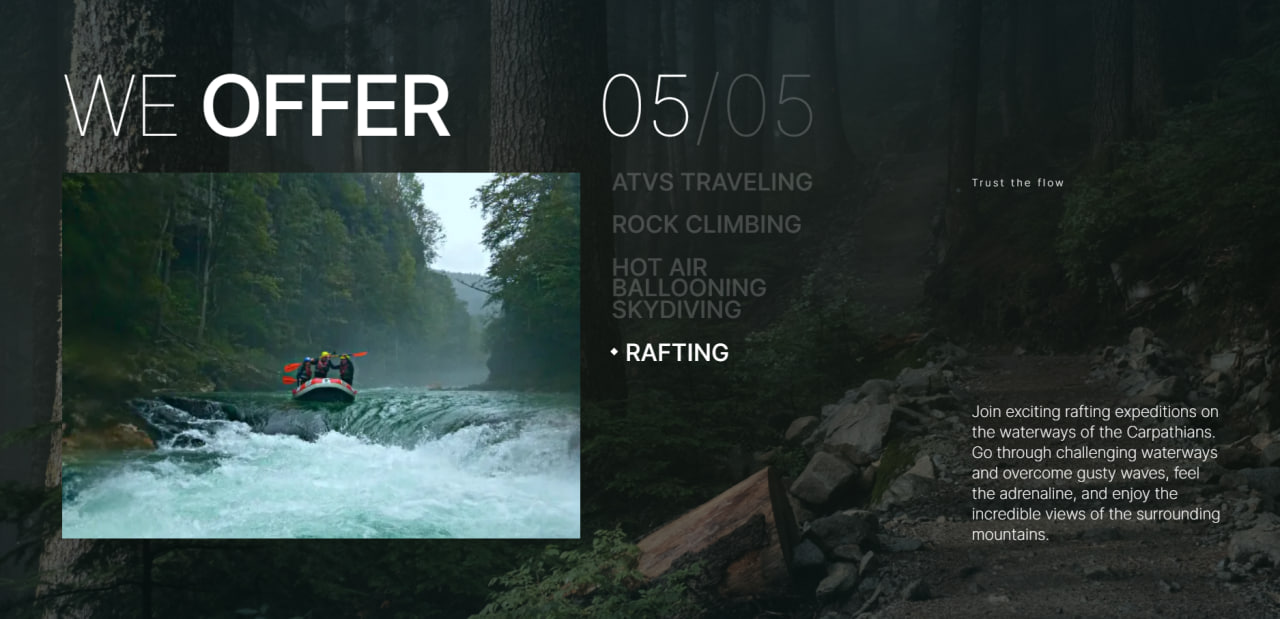 WE OFFER
05/05
ATVS TRAVELING
ROCK CLIMBING
HOT AIR
BALLOONING
SKYDIVING
RAFTING
Trust the flow
Join exciting rafting expeditions on
the waterways of the Carpathians.
Go through challenging waterways
and overcome gusty waves, feel
the adrenaline, and enjoy the
incredible views of the surrounding
mountains.